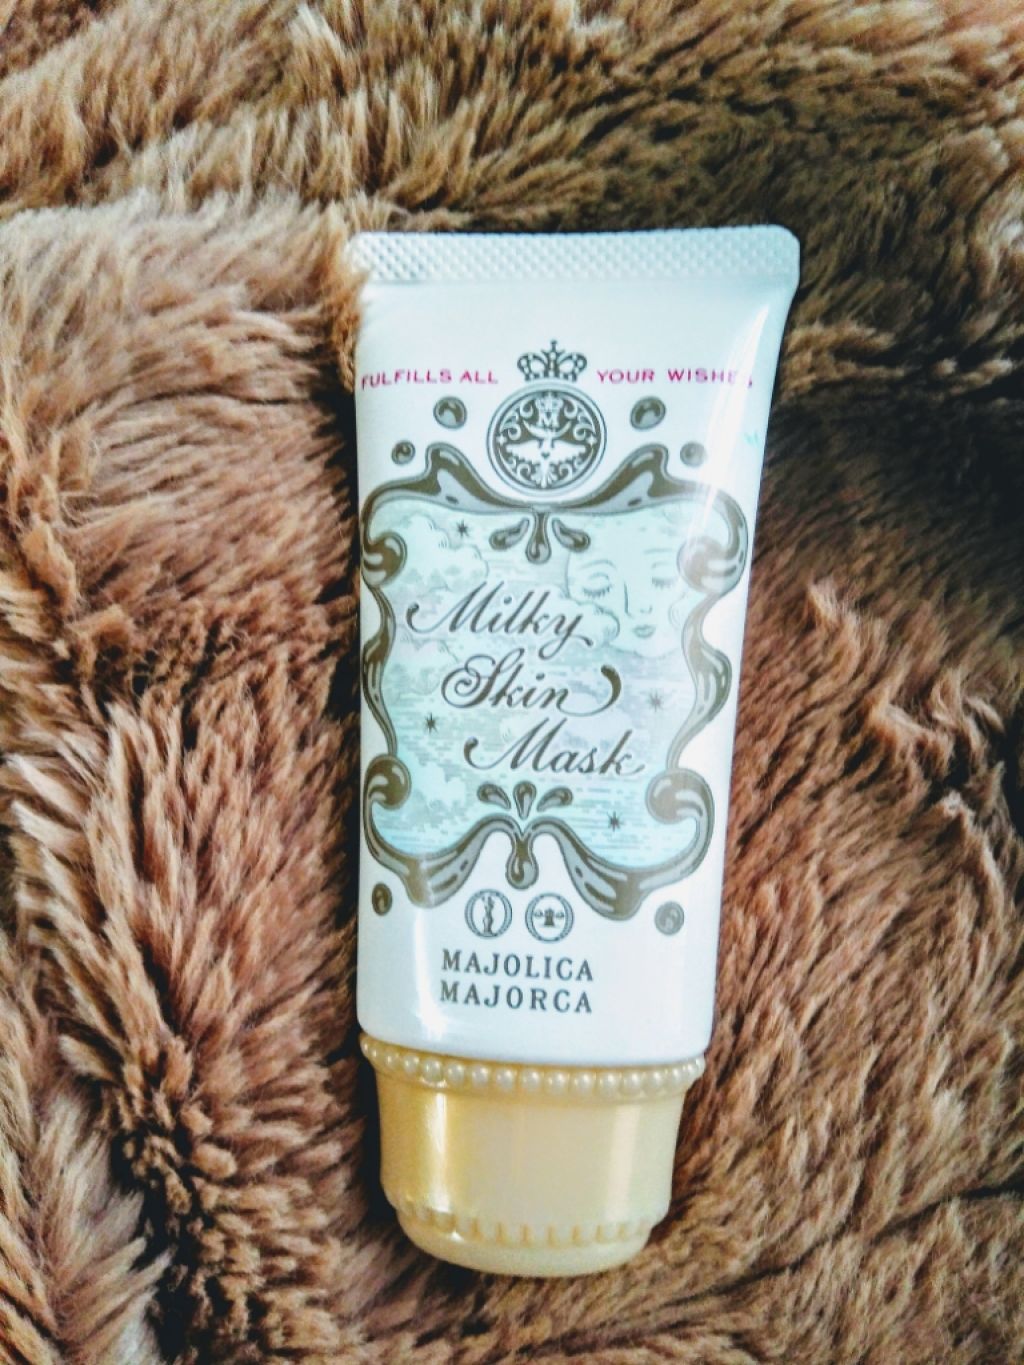 FULFILLS ALL YOUR WISHES
Milky
Skin
Mask
MAJOLICA
MAJORCA